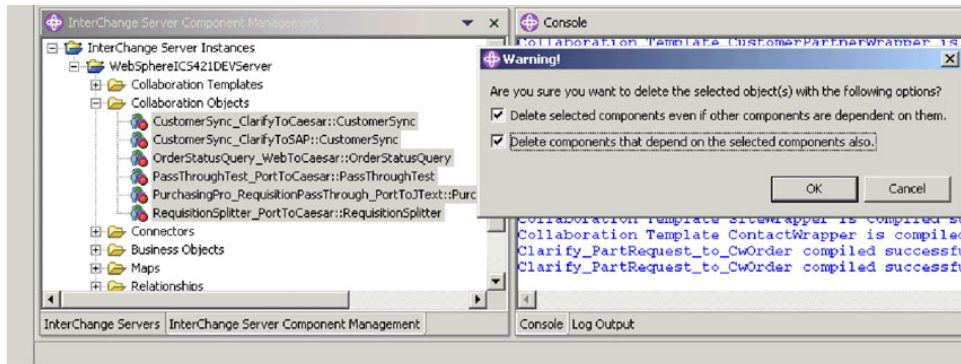 InterChange Server Component Management
InterChange Server Instances
WebSphereICS421DEVServer
Collaboration Templates
Collaboration Objects
CustomerSync_ClarifyToCaesar::CustomerSync
CustomerSync_ClarifyToSAP::CustomerSync
OrderStatusQuery_WebToCaesar::OrderStatusQuery
PassThroughTest_PortToCaesar::PassThroughTest
PurchasingPro_RequisitionPassThrough_PortToJText::Purc
RequisitionSplitter_PortToCaesar::RequisitionSplitter
Connectors
Business Objects
Maps
Relationships
InterChange Servers InterChange Server Component Management
Console
Collaboration Template CustomerPartnerWrapper is
Warning!
Are you sure you want to delete the selected object(s) with the following options?
Delete selected components even if other components are dependent on them.
Delete components that depend on the selected components also.
OK Cancel
Collaboration Template SiteWrapper is compiled su
Collaboration Template ContactWrapper is compiled
Clarify_PartRequest_to_CwOrder compiled successfu
Clarify_PartRequest_to_CwOrder compiled successfu
Console Log Output